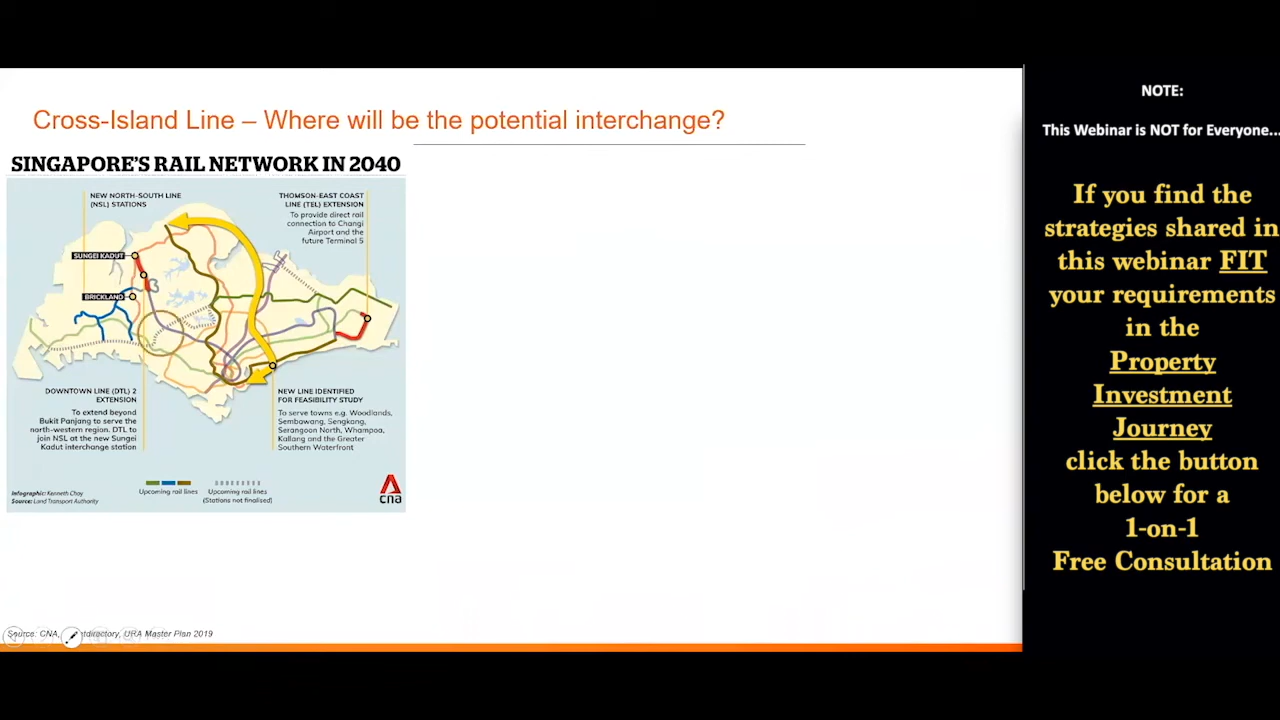 Cross-Island Line – Where will be the potential interchange?
SINGAPORE'S RAIL NETWORK IN 2040
NEW NORTH-SOUTH LINE
(NSL) STATIONS
THOMSON-EAST COAST
LINE (TEL) EXTENSION
To provide direct rail
connection to Changi
Airport and the
future Terminal 5
SUNGEI KADUT
BRICKLAND
DOWNTOWN LINE (DTL) 2
EXTENSION
To extend beyond
Bukit Panjang to serve the
north-western region. DTL to
join NSL at the new Sungei
Kadut interchange station
NEW LINE IDENTIFIED
FOR FEASIBILITY STUDY
To serve towns e.g. Woodlands,
Sembawang, Sengkang,
Serangoon North, Whampoa,
Kallang and the Greater
Southern Waterfront
Upcoming rail lines
Upcoming rail lines
(Stations not finalised)
Infographic: Kenneth Choy
Source: Land Transport Authority
cna
Source: CNA, URA Master Plan 2019
NOTE:
This Webinar is NOT for Everyone...
If you find the
strategies shared in
this webinar FIT
your requirements
in the
Property
Investment
Journey
click the button
below for a
1-on-1
Free Consultation